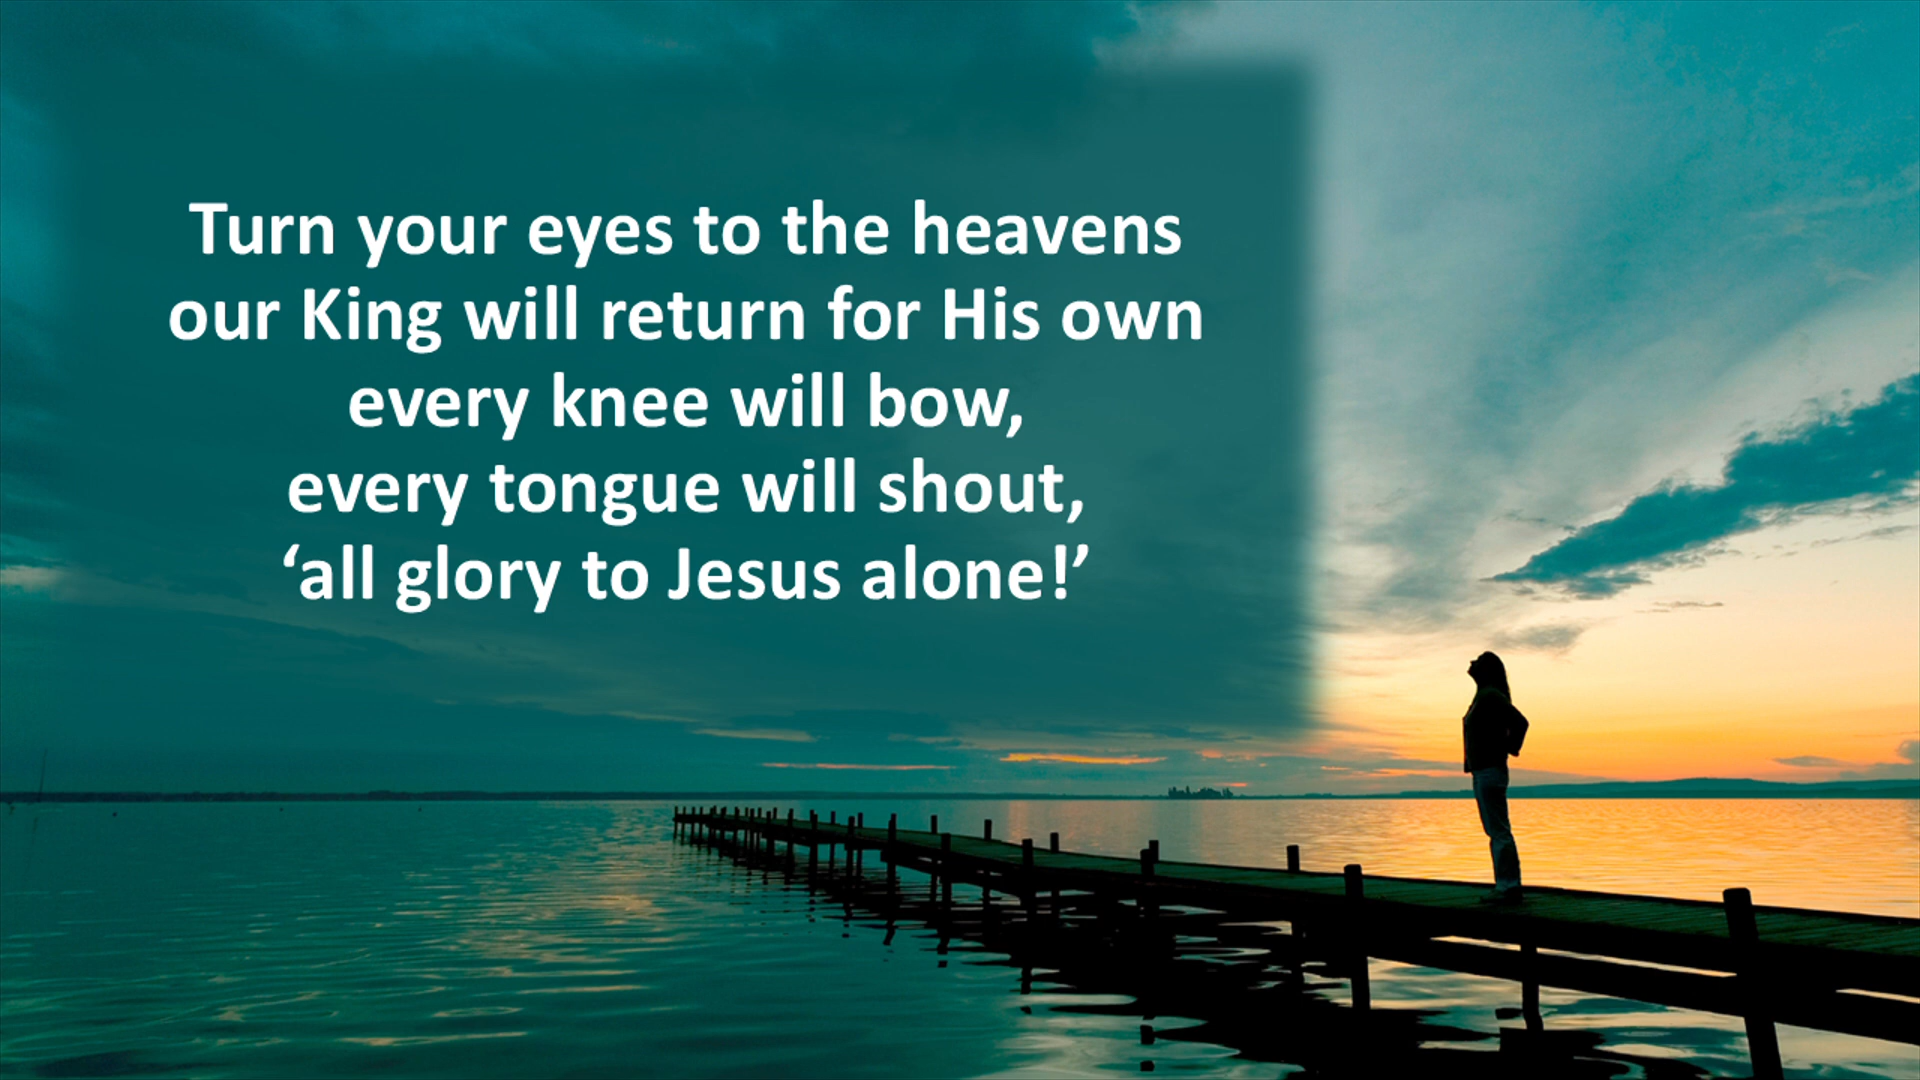 Turn your eyes to the heavens
our King will return for His own
every knee will bow,
every tongue will shout,
‘all glory to Jesus alone!’